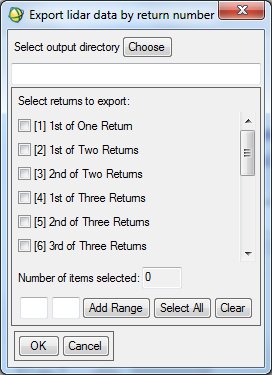 Export lidar data by return number
Select output directory Choose
Select returns to export:
[1] 1st of One Return
[2] 1st of Two Returns
[3] 2nd of Two Returns
[4] 1st of Three Returns
[5] 2nd of Three Returns
[6] 3rd of Three Returns
Number of items selected: 0
Add Range Select All Clear
OK Cancel